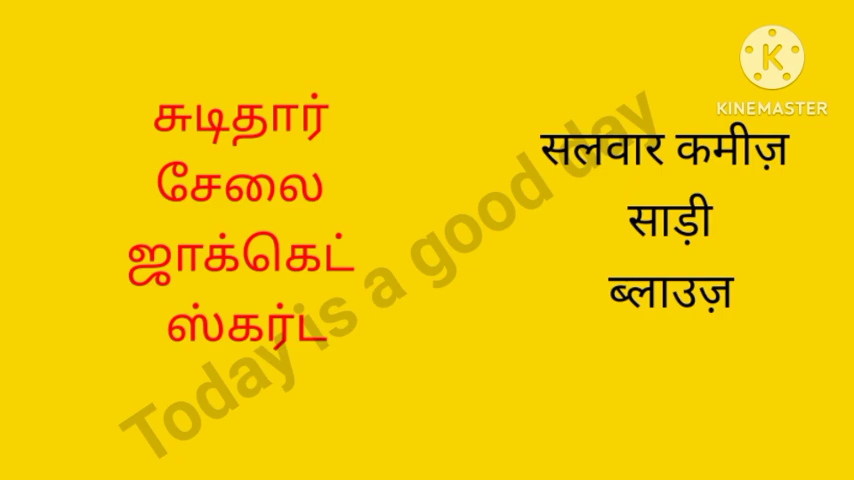 KINEMASTER
சுடிதார்
सलवार कमीज़
சேலை
साड़ी
ஜாக்கெட்
ब्लाउज़
ஸ்கர்ட
Today is a good day